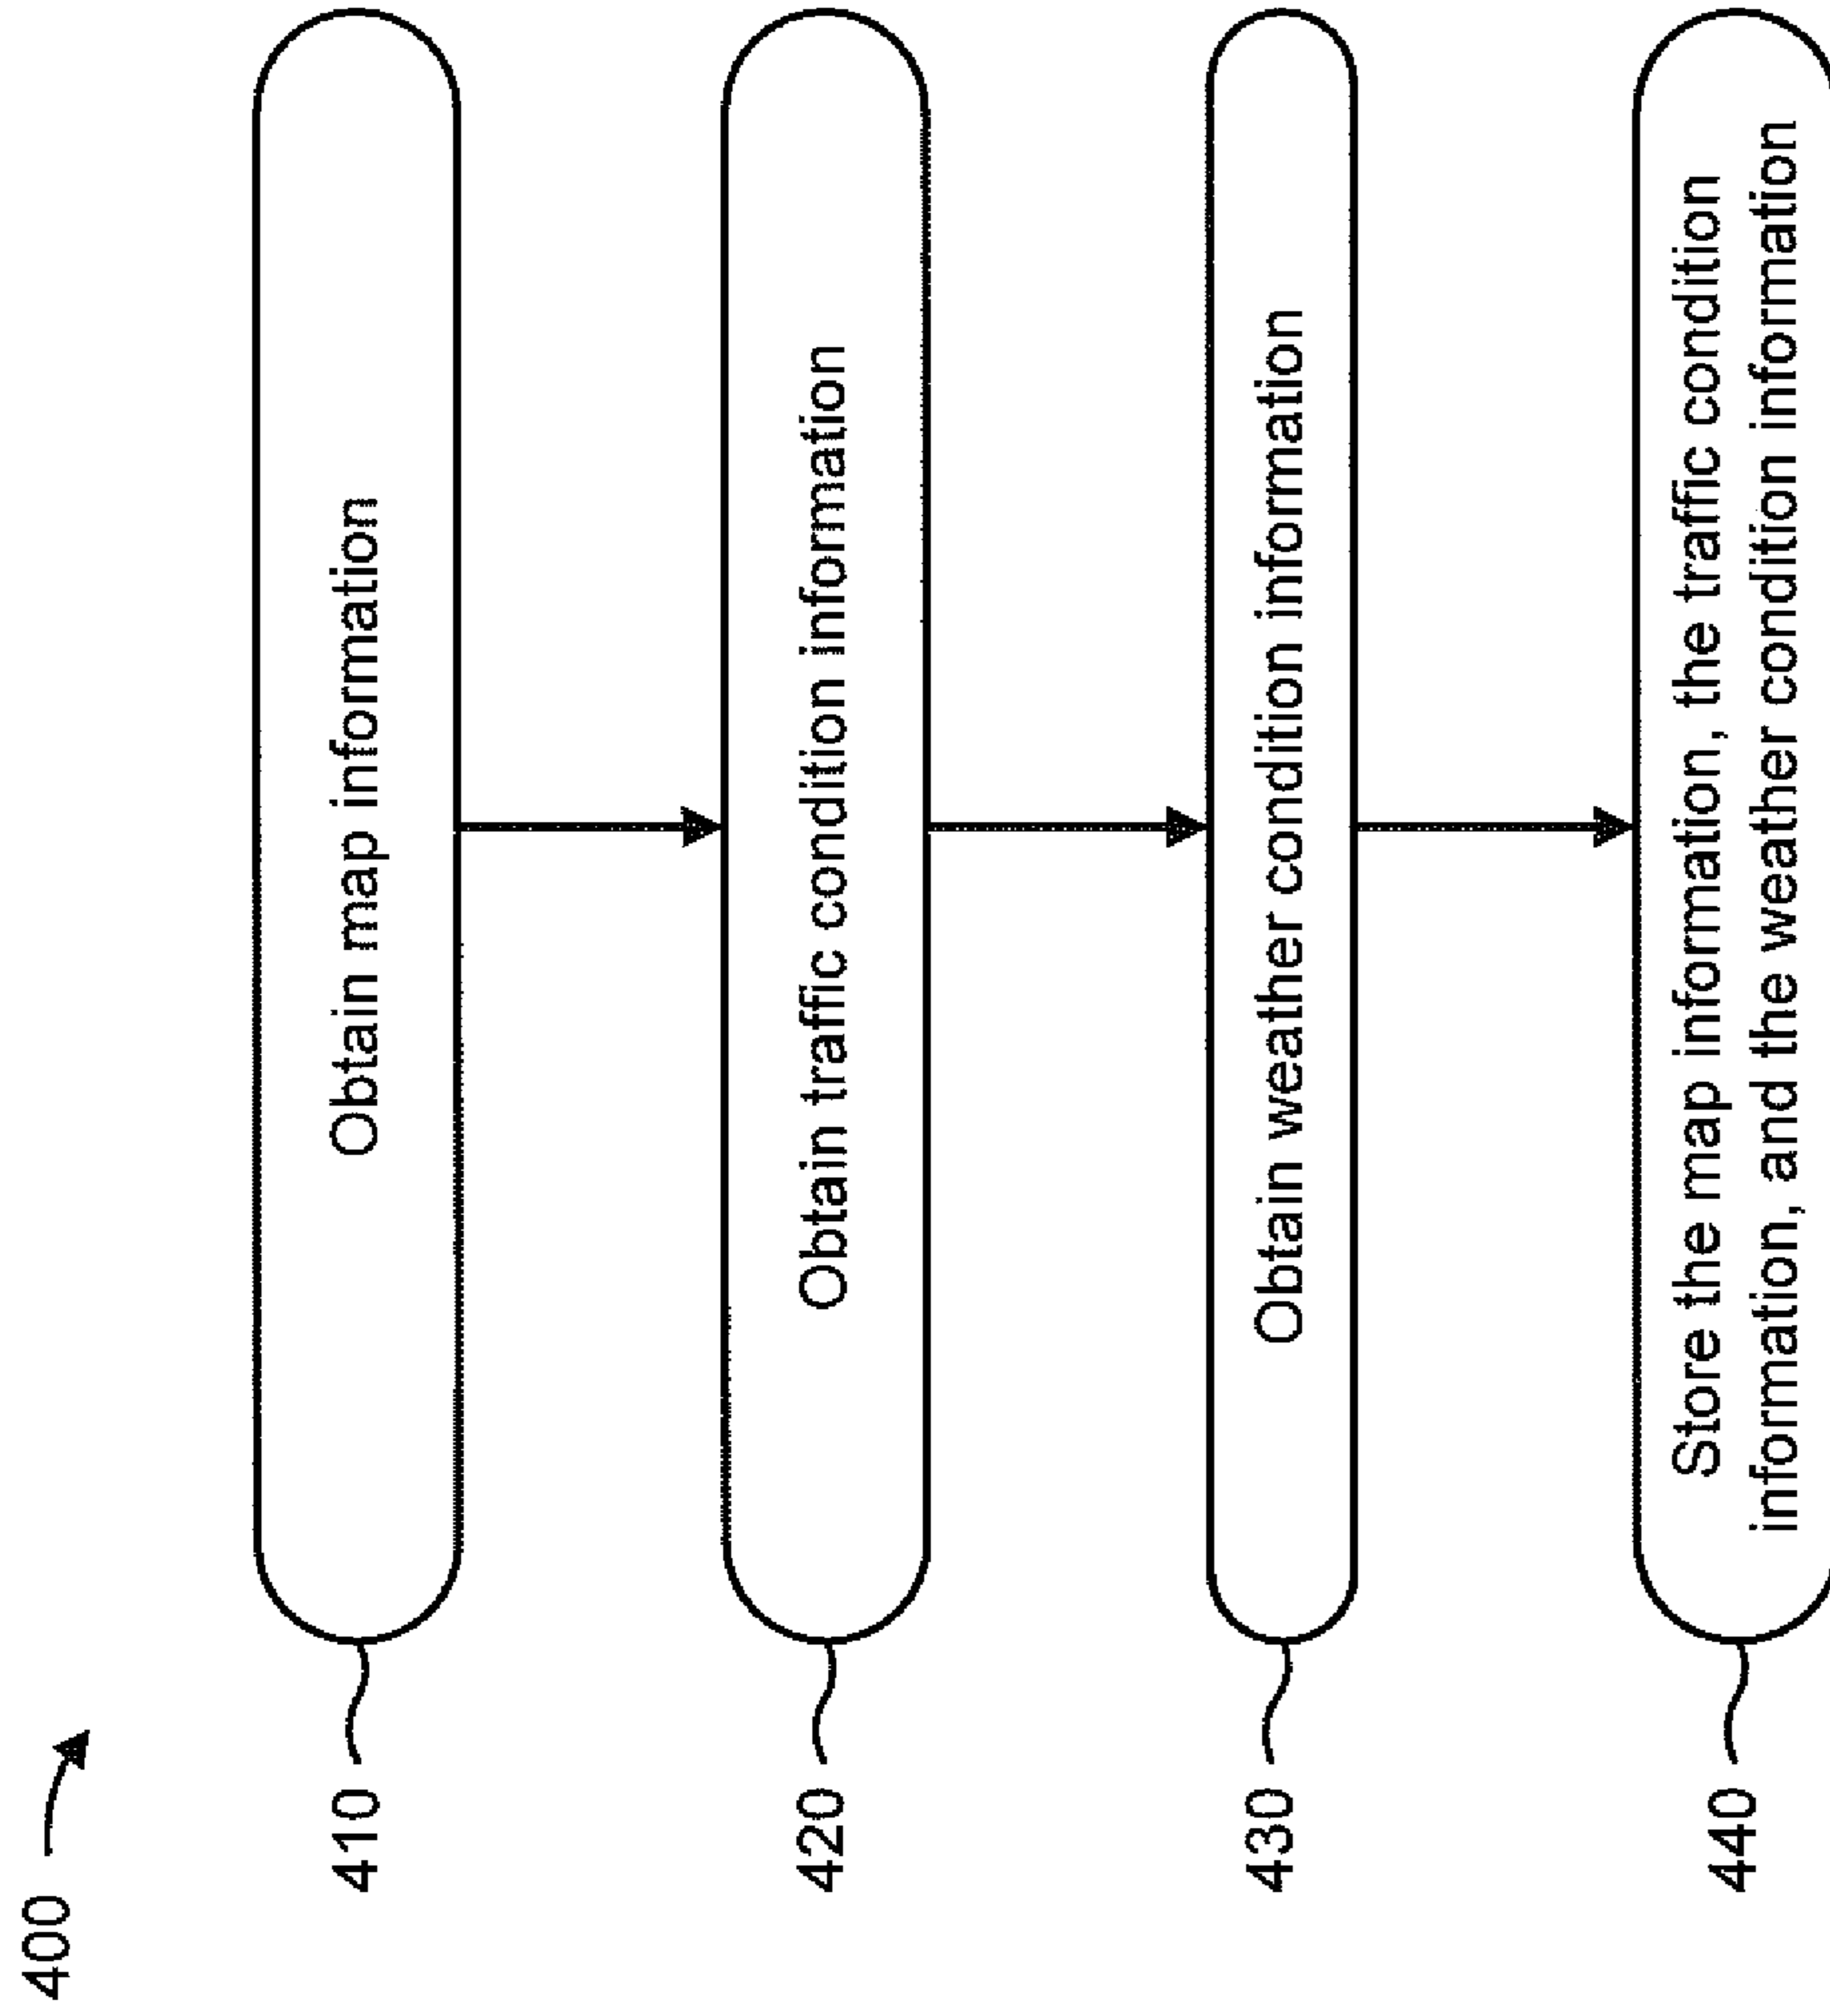 400
410
Obtain map information
420
Obtain traffic condition information
430
Obtain weather condition information
440
Store the map information, the traffic condition
information, and the weather condition information